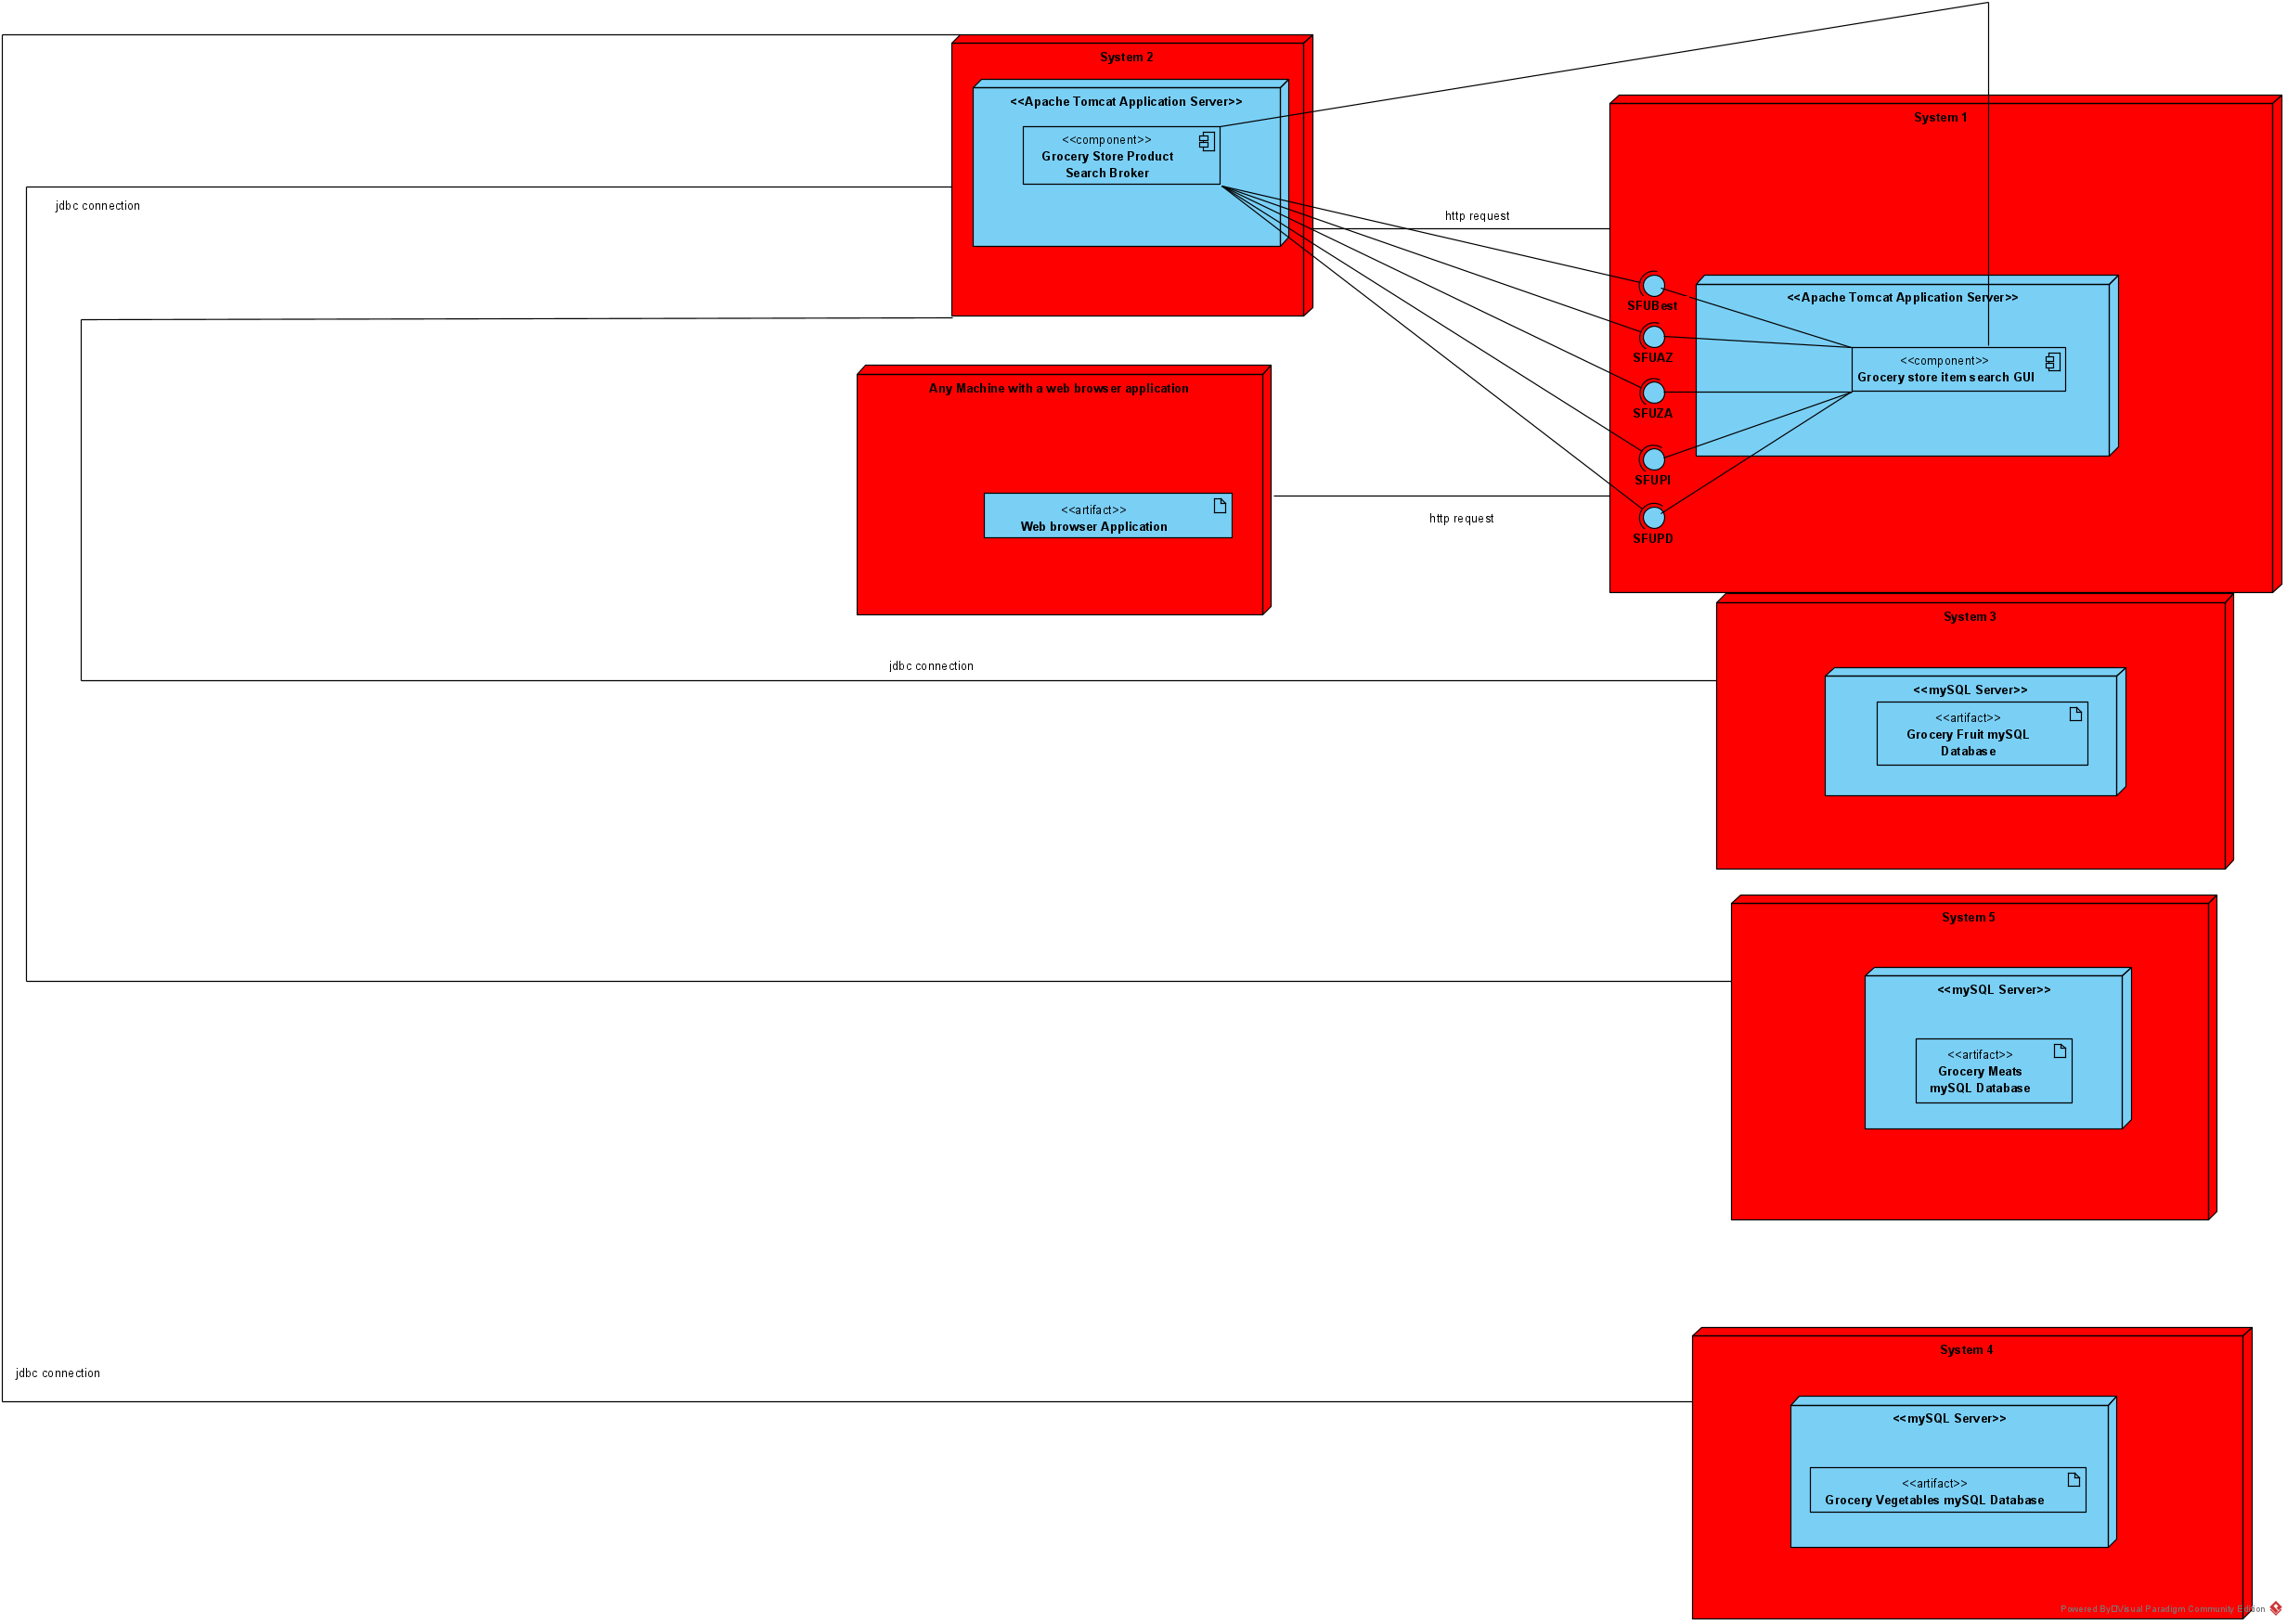 System 2
<<Apache Tomcat Application Server>>
<<component>>
Grocery Store Product
Search Broker
System 1
jdbc connection
http request
<<Apache Tomcat Application Server>>
SFUBest
SFUAZ
<<component>>
Grocery store item search GUI
SFUZA
SFUPI
SFUPD
Any Machine with a web browser application
<<artifact>>
Web browser Application
http request
System 3
jdbc connection
<<mySQL Server>>
<<artifact>>
Grocery Fruit mySQL
Database
System 5
<<mySQL Server>>
<<artifact>>
Grocery Meats
mySQL Database
System 4
jdbc connection
<<mySQL Server>>
<<artifact>>
Grocery Vegetables mySQL Database
Powered By Visual Paradigm Community Edition